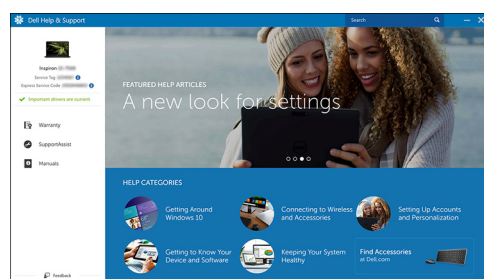 Dell Help & Support
Search
Inspiron
Service Tag
Express Service Code
Important drivers are current
Warranty
SupportAssist
Manuals
Feedback
FEATURED HELP ARTICLES
A new look for settings
HELP CATEGORIES
Getting Around
Windows 10
Connecting to Wireless
and Accessories
Setting Up Accounts
and Personalization
Getting to Know Your
Device and Software
Keeping Your System
Healthy
Find Accessories
at Dell.com